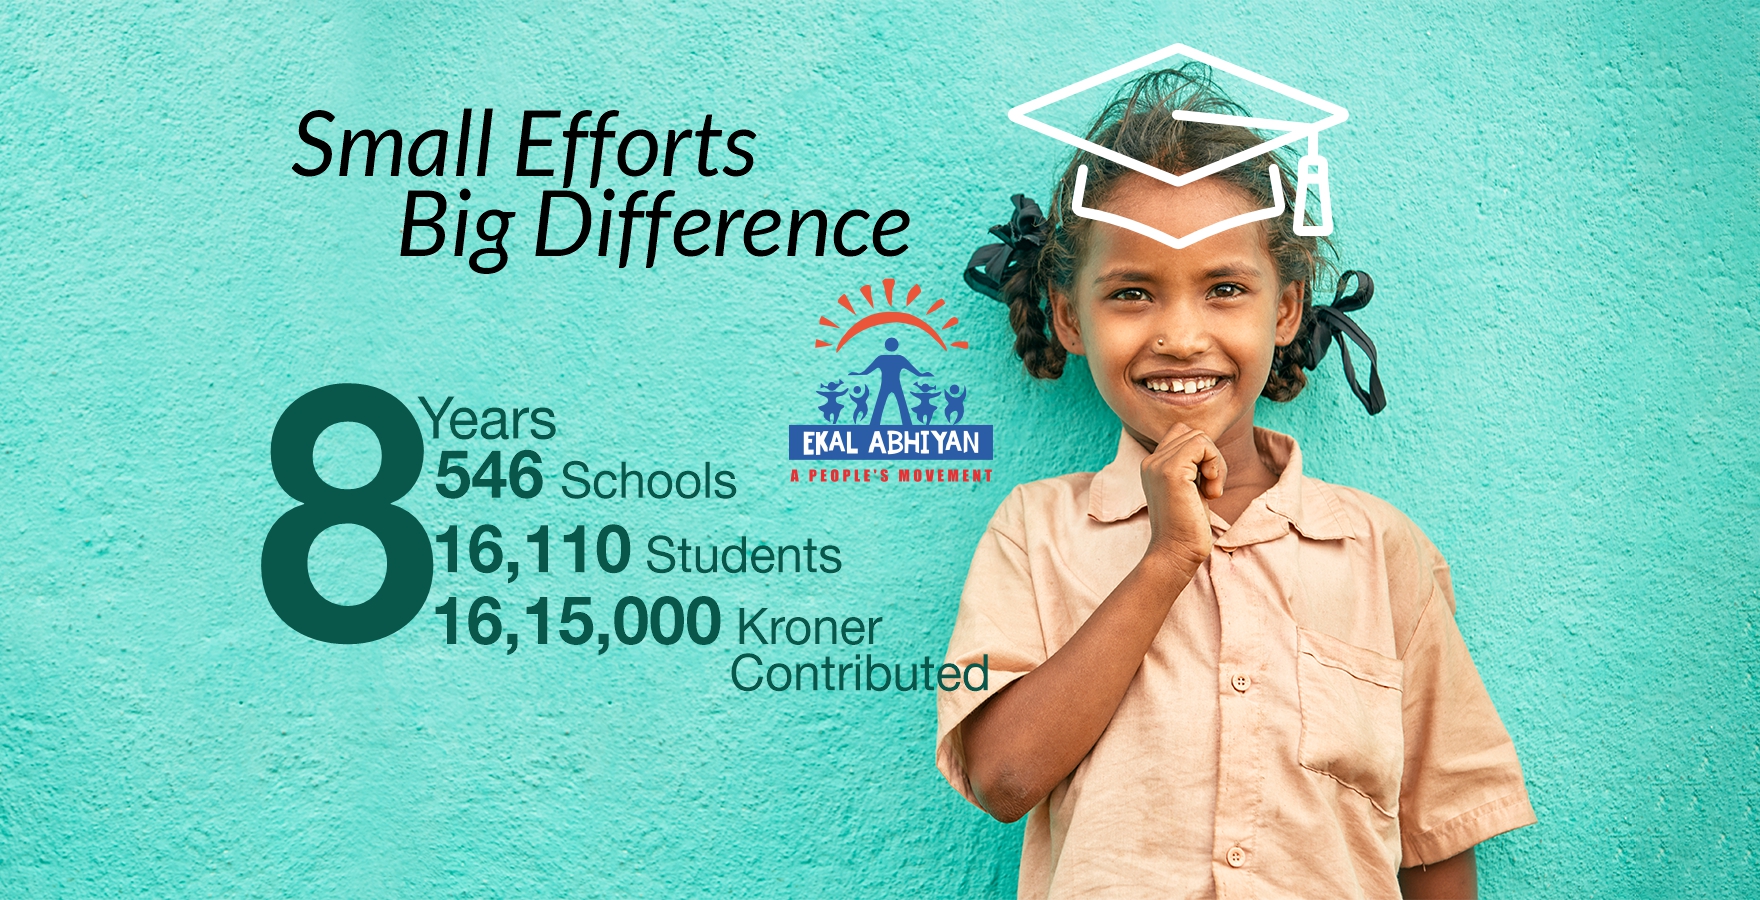 Small Efforts
Big Difference
EKAL ABHIYAN
A PEOPLE'S MOVEMENT
8 Years
546 Schools
16,110 Students
16,15,000 Kroner
Contributed